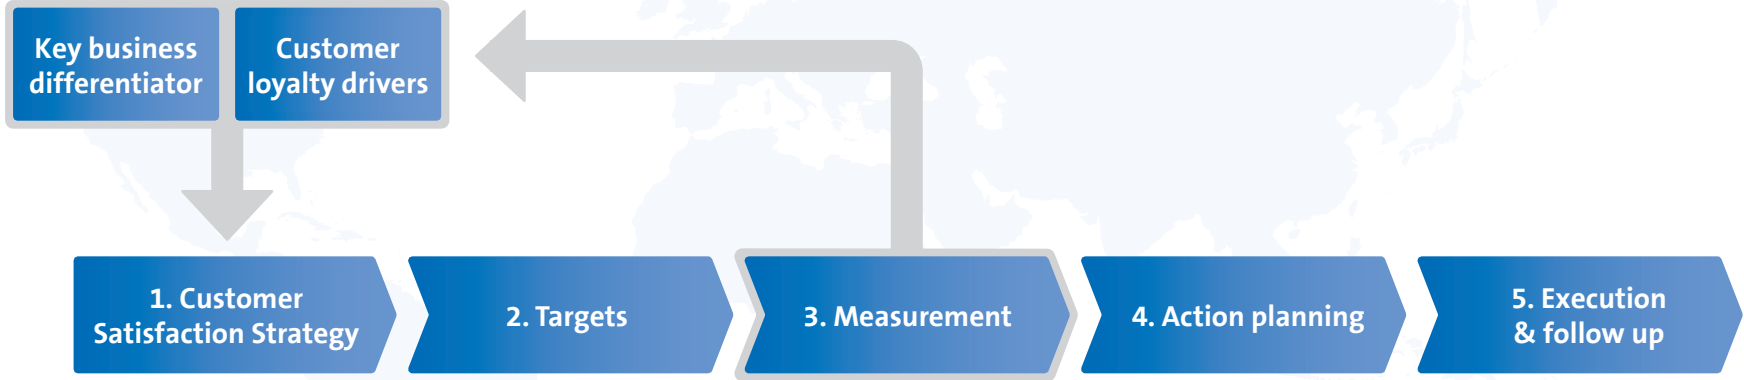 Key business
differentiator
Customer
loyalty drivers
1. Customer
Satisfaction Strategy
2. Targets
3. Measurement
4. Action planning
5. Execution
& follow up